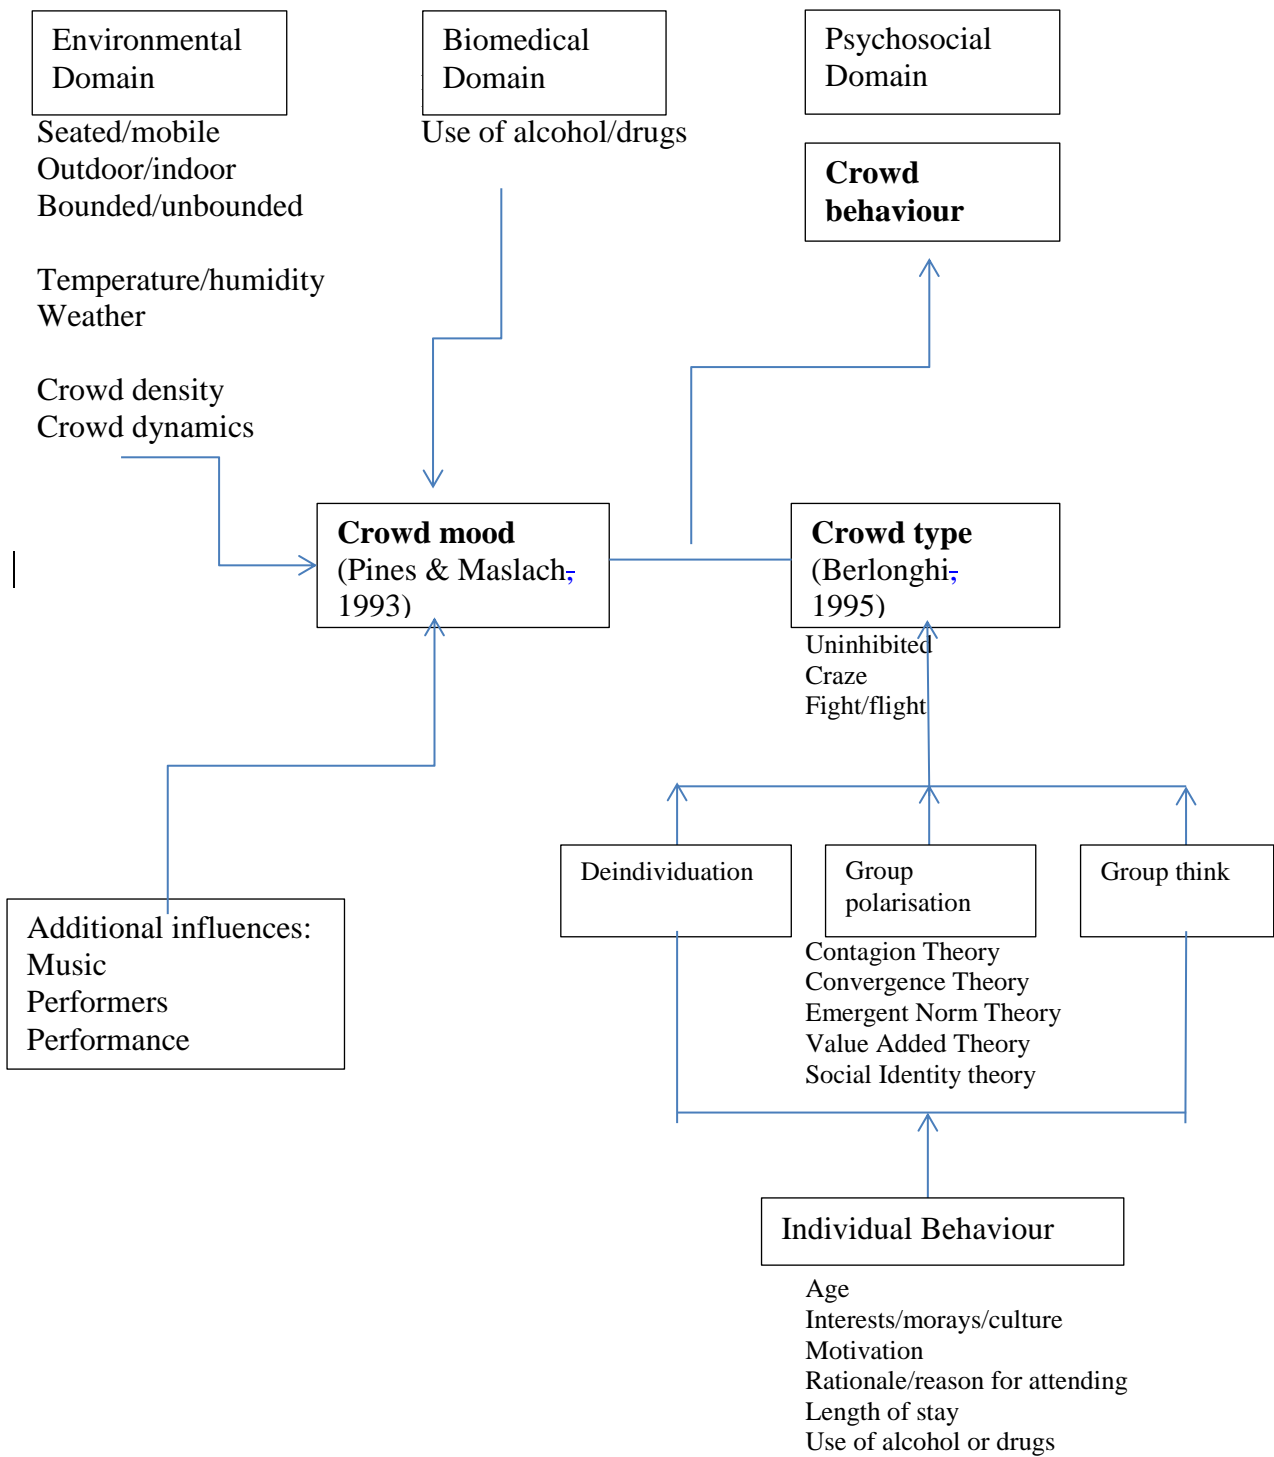 Environmental
Domain
Seated/mobile
Outdoor/indoor
Bounded/unbounded
Temperature/humidity
Weather
Crowd density
Crowd dynamics
Biomedical
Domain
Use of alcohol/drugs
Psychosocial
Domain
Crowd
behaviour
Crowd mood
(Pines & Maslach,
1993)
Crowd type
(Berlonghi,
1995)
Uninhibited
Craze
Fight/flight
Deindividuation
Group
polarisation
Group think
Contagion Theory
Convergence Theory
Emergent Norm Theory
Value Added Theory
Social Identity theory
Additional influences:
Music
Performers
Performance
Individual Behaviour
Age
Interests/morays/culture
Motivation
Rationale/reason for attending
Length of stay
Use of alcohol or drugs